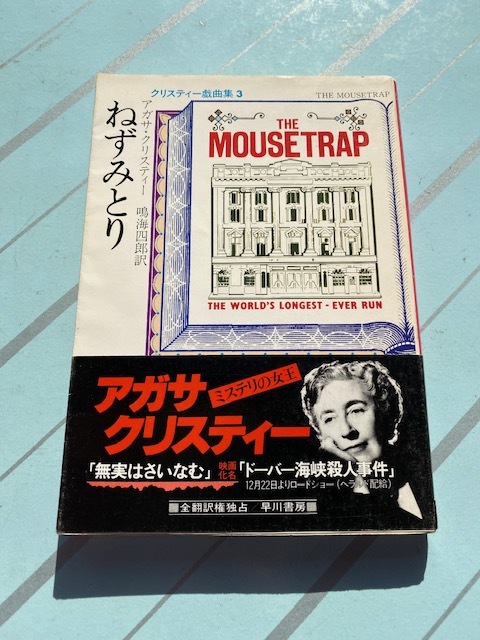 クリスティー戯曲集 3
THE MOUSETRAP
ねずみとり
アガサ・クリスティー 鳴海四郎訳
THE
MOUSETRAP
THE WORLD'S LONGEST - EVER RUN
アガサ
クリスティー
ミステリの女王
「無実はさいなむ」映画化名「ドーバー海峡殺人事件」
12月22日よりロードショー(ヘラルド配給)
■全翻訳権独占/早川書房■